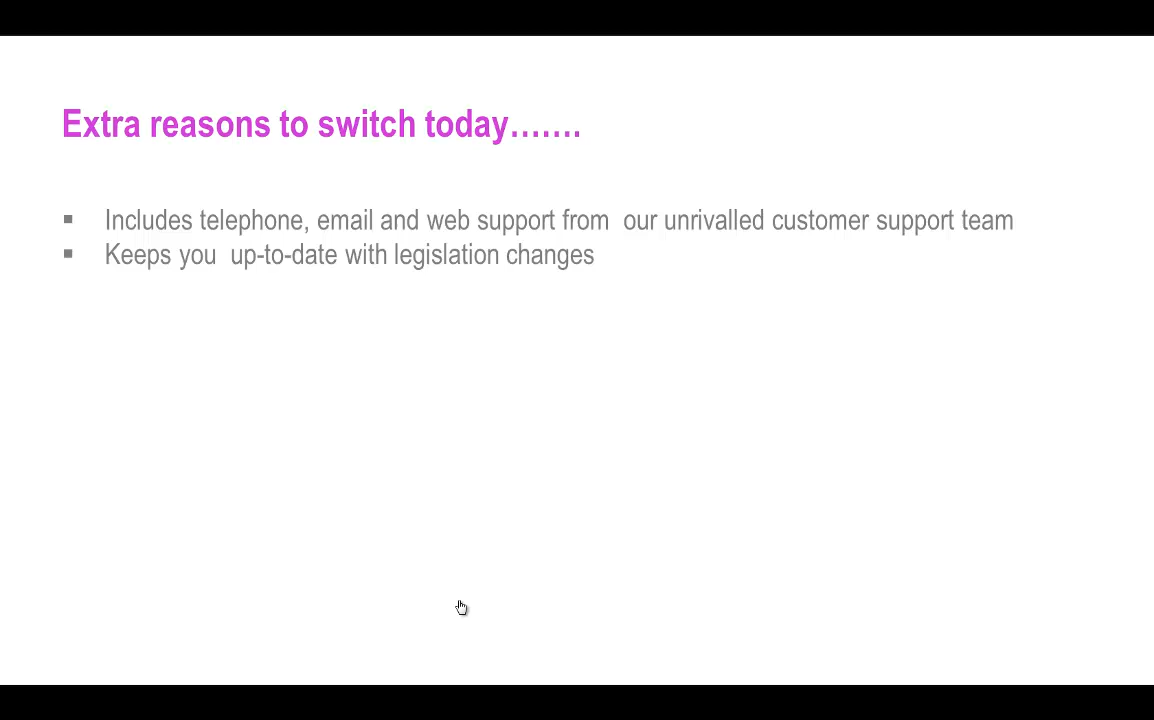 Extra reasons to switch today…….
▪ Includes telephone, email and web support from  our unrivalled customer support team
▪ Keeps you  up-to-date with legislation changes